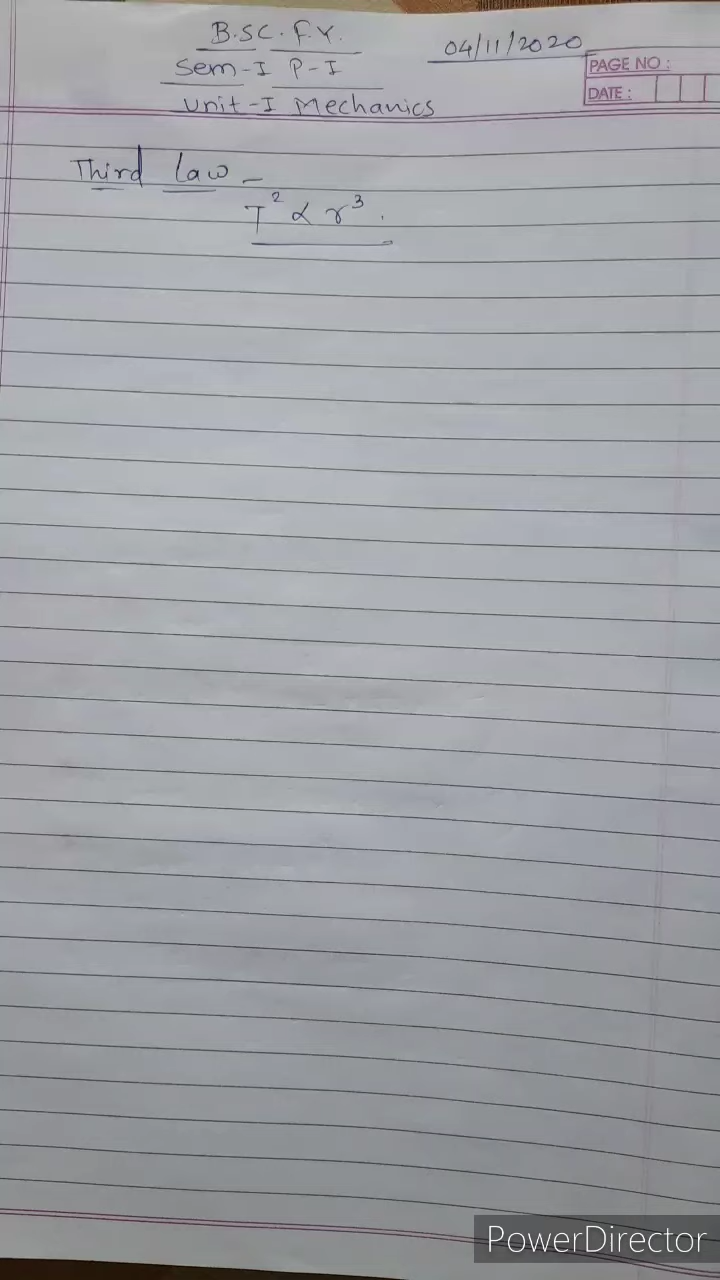 B.SC. F.Y.
04/11/2020
Sem-I P-I
PAGE NO :
DATE :
Unit-I Mechanics
Third law -
T² ∝ r³.
PowerDirector